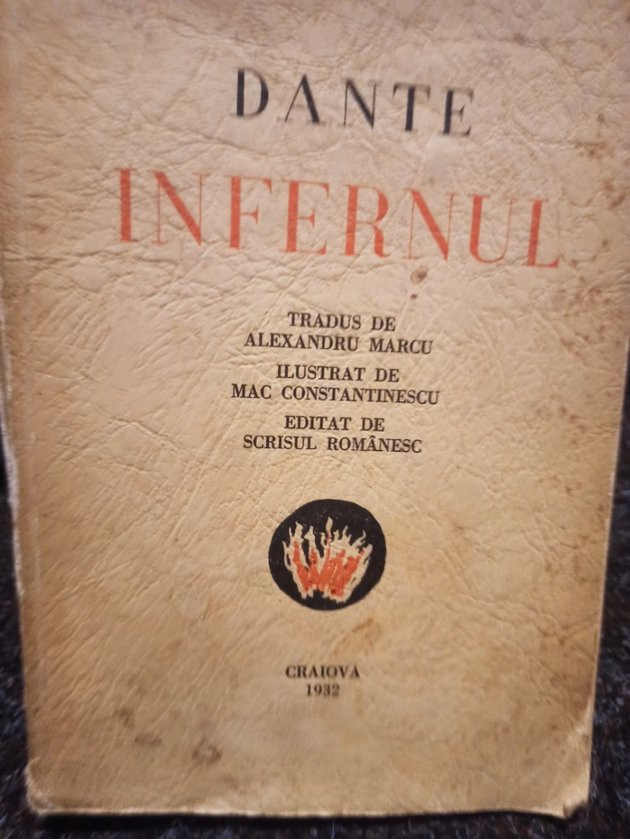 DANTE
INFERNUL
TRADUS DE
ALEXANDRU MARCU
ILUSTRAT DE
MAC CONSTANTINESCU
EDITAT DE
SCRISUL ROMÂNESC
CRAIOVA
1932